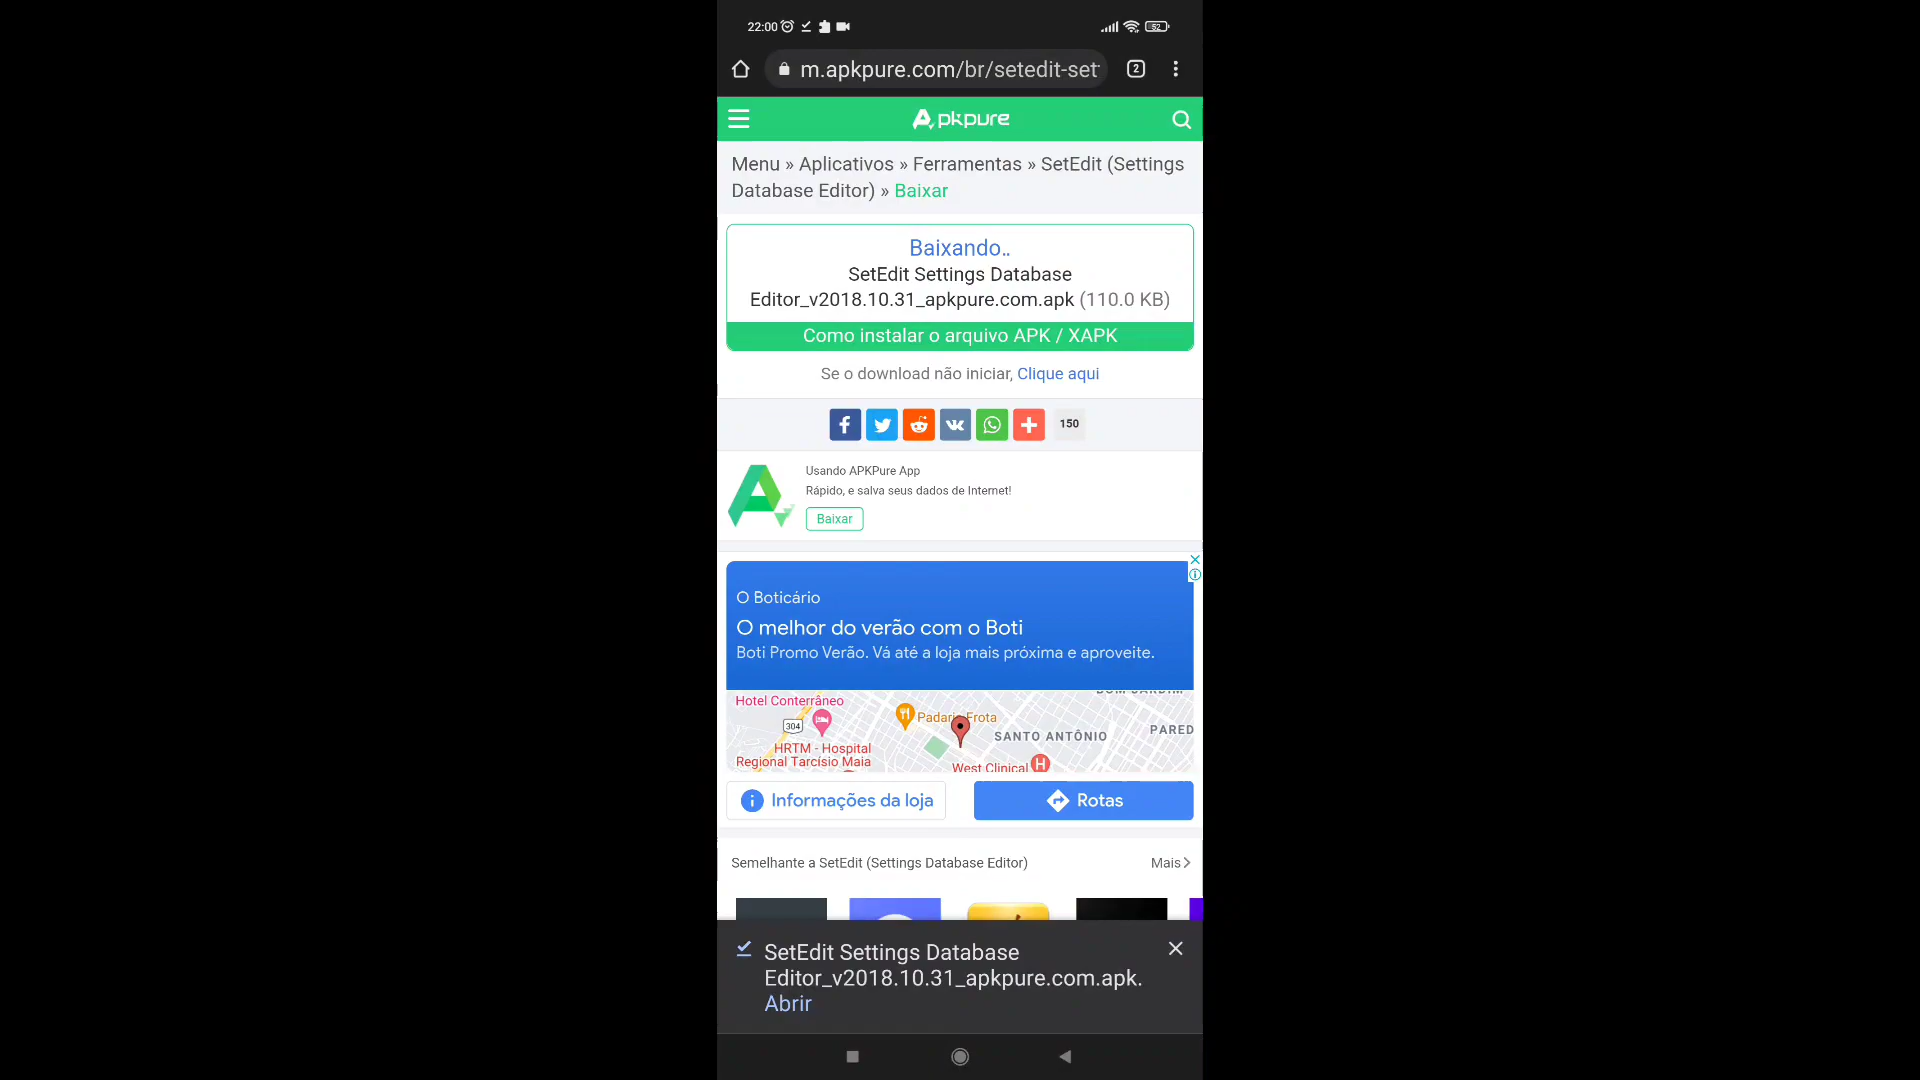 22:00
52
m.apkpure.com/br/setedit-set
2
Apkpure
Menu » Aplicativos » Ferramentas » SetEdit (Settings
Database Editor) » Baixar
Baixando..
SetEdit Settings Database
Editor_v2018.10.31_apkpure.com.apk (110.0 KB)
Como instalar o arquivo APK / XAPK
Se o download não iniciar, Clique aqui
150
Usando APKPure App
Rápido, e salva seus dados de Internet!
Baixar
O Boticário
O melhor do verão com o Boti
Boti Promo Verão. Vá até a loja mais próxima e aproveite.
BOM JARDIM
Hotel Conterrâneo
304
Padaria Frota
SANTO ANTÔNIO
PARED
HRTM - Hospital
Regional Tarcísio Maia
West Clinical
H
Informações da loja
Rotas
Semelhante a SetEdit (Settings Database Editor)
Mais
SetEdit Settings Database
Editor_v2018.10.31_apkpure.com.apk.
Abrir